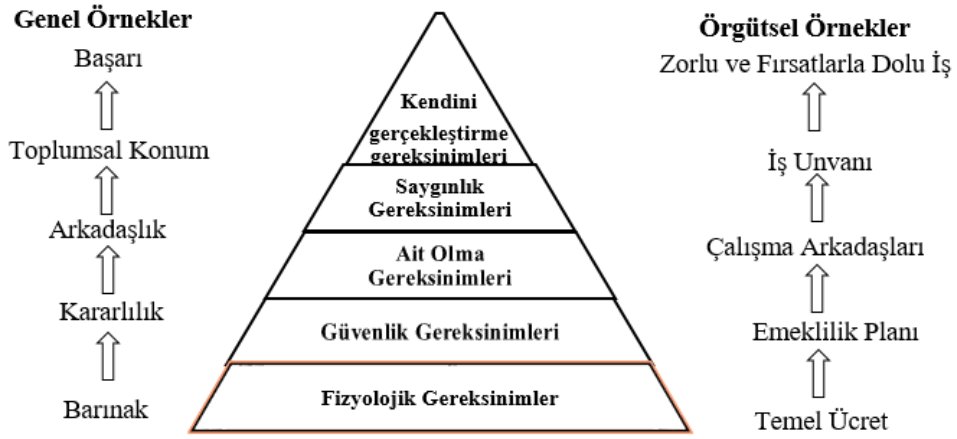 Genel Örnekler
Başarı
Toplumsal Konum
Arkadaşlık
Kararlılık
Barınak
Kendini
gerçekleştirme
gereksinimleri
Saygınlık
Gereksinimleri
Ait Olma
Gereksinimleri
Güvenlik Gereksinimleri
Fizyolojik Gereksinimler
Örgütsel Örnekler
Zorlu ve Fırsatlarla Dolu İş
İş Unvanı
Çalışma Arkadaşları
Emeklilik Planı
Temel Ücret